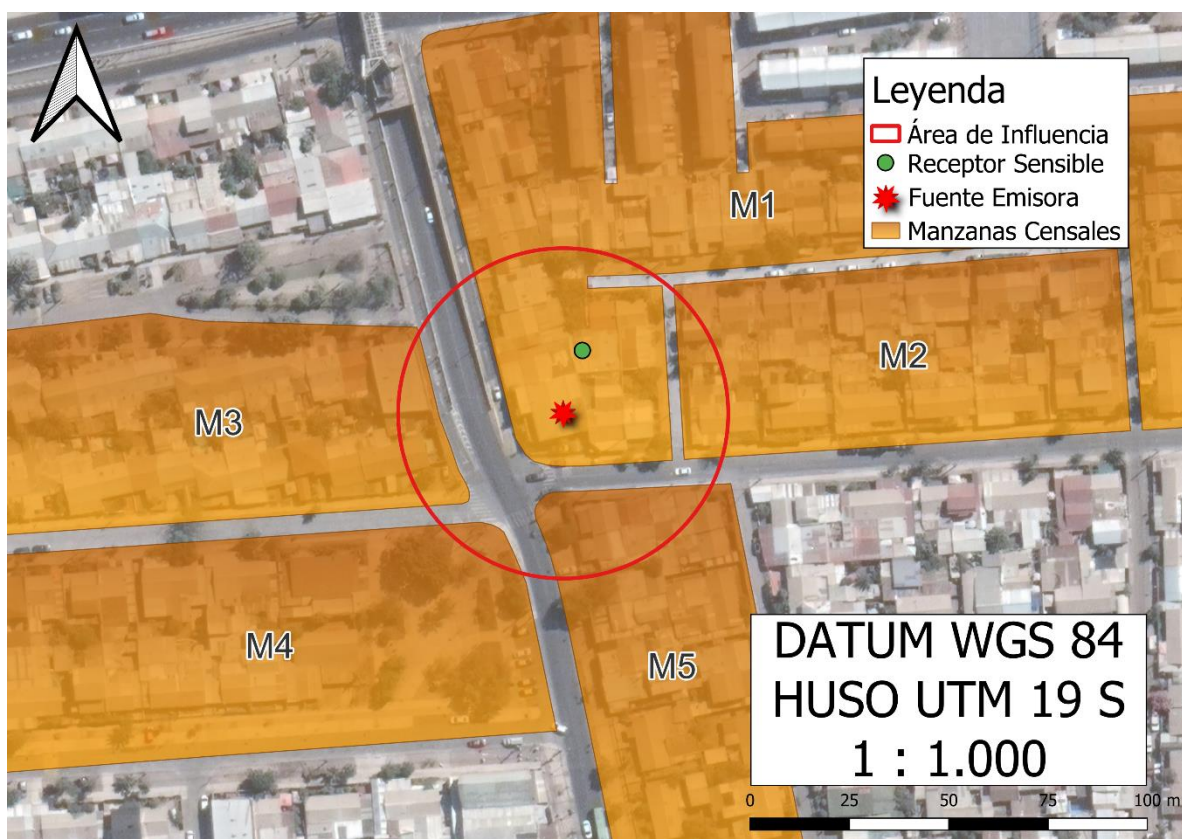 Leyenda
Área de Influencia
Receptor Sensible
Fuente Emisora
Manzanas Censales
M1
M2
M3
M4
M5
DATUM WGS 84
HUSO UTM 19 S
1 : 1.000
0 25 50 75 100 m